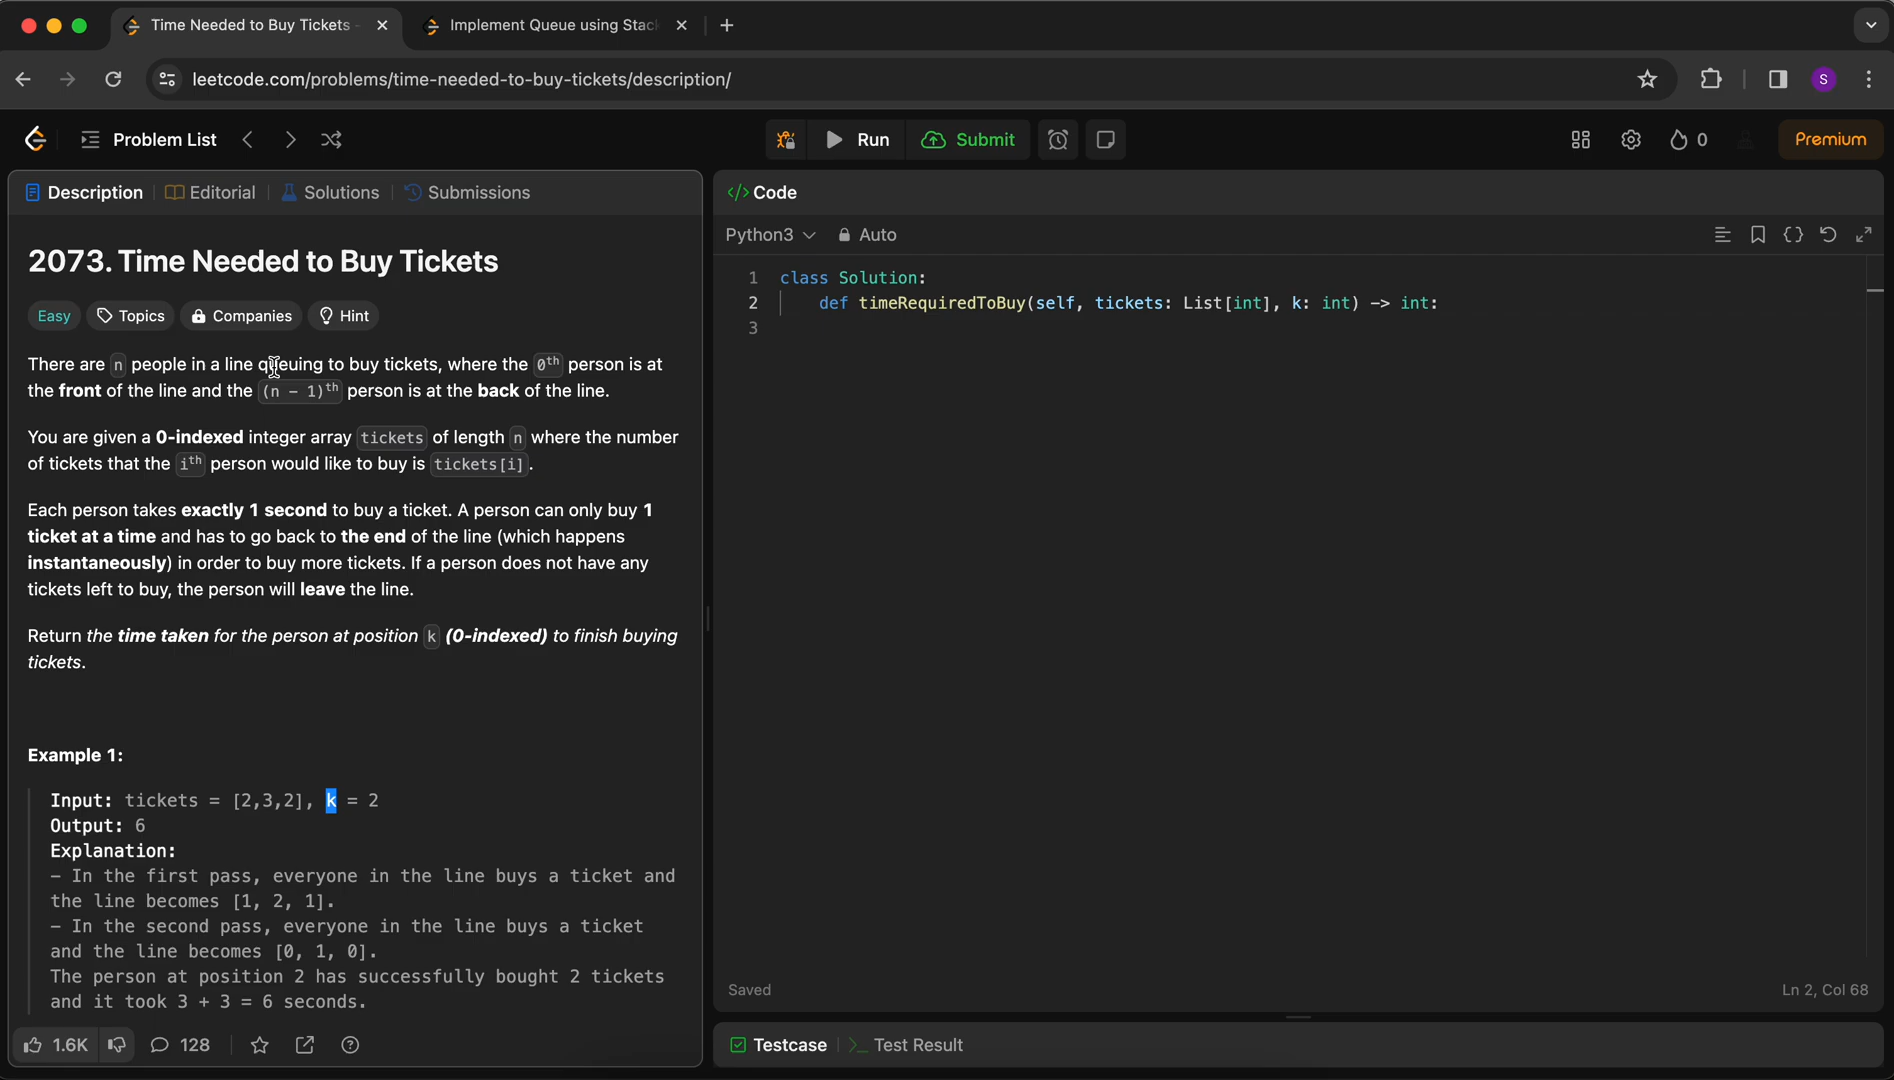 Time Needed to Buy Tickets -
Implement Queue using Stac
leetcode.com/problems/time-needed-to-buy-tickets/description/
S
Problem List
Run
Submit
0
Premium
Description
Editorial
Solutions
Submissions
2073. Time Needed to Buy Tickets
Easy
Topics
Companies
Hint
There are n people in a line queuing to buy tickets, where the 0th person is at
the front of the line and the (n - 1)th person is at the back of the line.
You are given a 0-indexed integer array tickets of length n where the number
of tickets that the ith person would like to buy is tickets[i].
Each person takes exactly 1 second to buy a ticket. A person can only buy 1
ticket at a time and has to go back to the end of the line (which happens
instantaneously) in order to buy more tickets. If a person does not have any
tickets left to buy, the person will leave the line.
Return the time taken for the person at position k (0-indexed) to finish buying
tickets.
Example 1:
Input: tickets = [2,3,2], k = 2
Output: 6
Explanation:
- In the first pass, everyone in the line buys a ticket and
the line becomes [1, 2, 1].
- In the second pass, everyone in the line buys a ticket
and the line becomes [0, 1, 0].
The person at position 2 has successfully bought 2 tickets
and it took 3 + 3 = 6 seconds.
1.6K
128
</> Code
Python3
Auto
1 class Solution:
2 def timeRequiredToBuy(self, tickets: List[int], k: int) -> int:
3
Saved
Ln 2, Col 68
Testcase
>_ Test Result